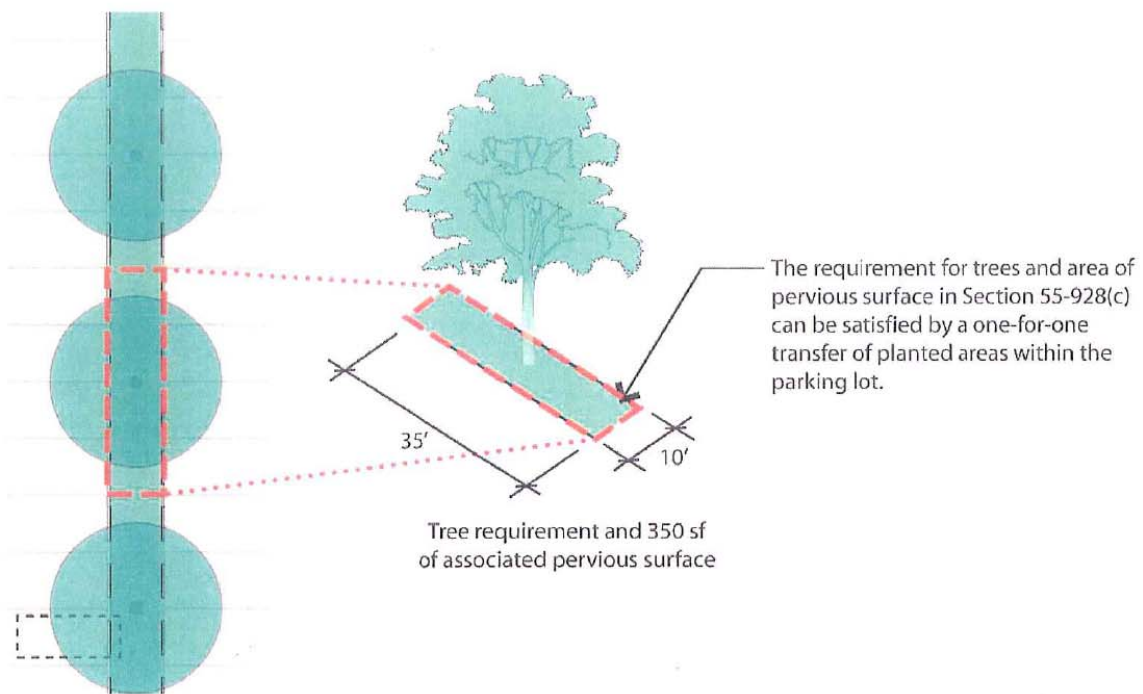 The requirement for trees and area of
pervious surface in Section 55-928(c)
can be satisfied by a one-for-one
transfer of planted areas within the
parking lot.
35′
10′
Tree requirement and 350 sf
of associated pervious surface